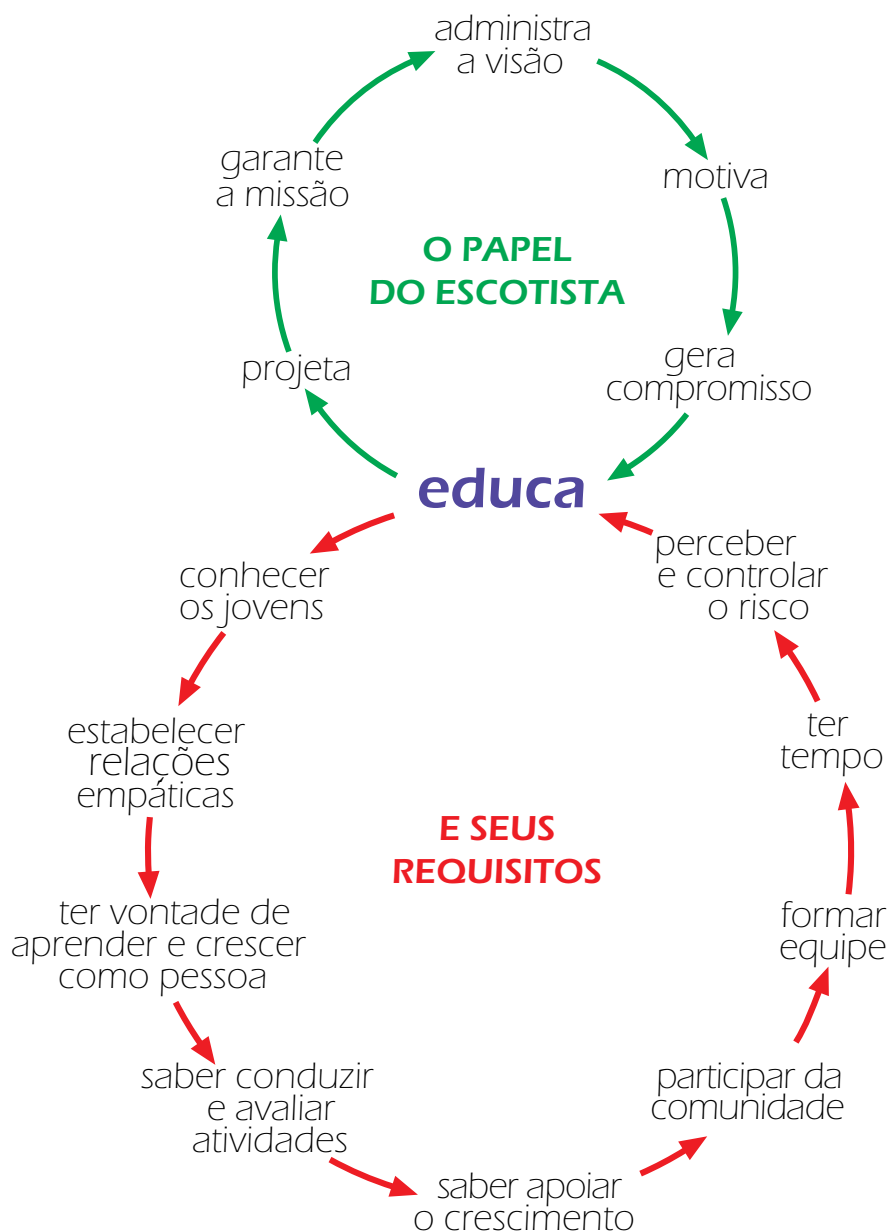 administra
a visão
garante
a missão
motiva
O PAPEL
DO ESCOTISTA
projeta
gera
compromisso
educa
conhecer
os jovens
perceber
e controlar
o risco
estabelecer
relações
empáticas
ter
tempo
E SEUS
REQUISITOS
ter vontade de
aprender e crescer
como pessoa
formar
equipe
saber conduzir
e avaliar
atividades
participar da
comunidade
saber apoiar
o crescimento